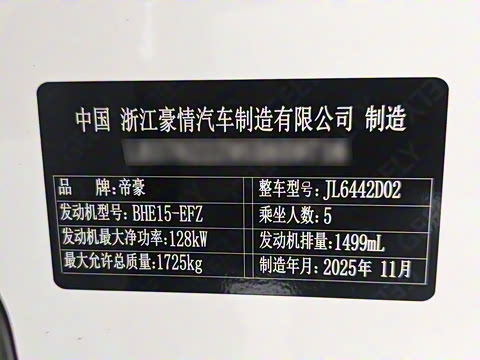 中国 浙江豪情汽车制造有限公司 制造
品 牌:帝豪 整车型号:JL6442D02
发动机型号:BHE15-EFZ 乘坐人数:5
发动机最大净功率:128kW 发动机排量:1499mL
最大允许总质量:1725kg 制造年月:2025年 11月